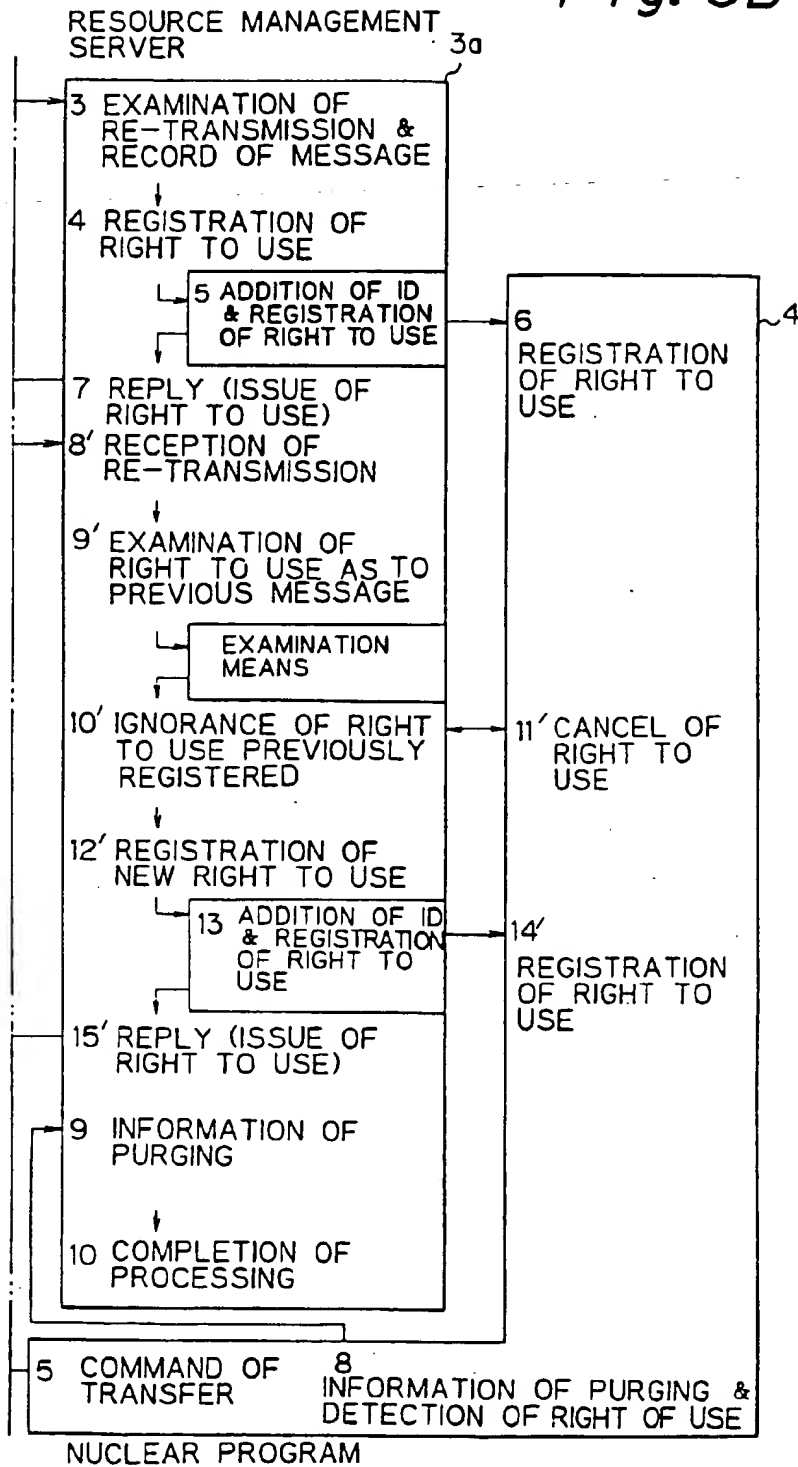 Fig. 3B
RESOURCE MANAGEMENT
SERVER
3a
3 EXAMINATION OF
RE-TRANSMISSION &
RECORD OF MESSAGE
4 REGISTRATION OF
RIGHT TO USE
5 ADDITION OF ID
& REGISTRATION
OF RIGHT TO USE
6
REGISTRATION
OF RIGHT TO
USE
4
7 REPLY (ISSUE OF
RIGHT TO USE)
8' RECEPTION OF
RE-TRANSMISSION
9' EXAMINATION OF
RIGHT TO USE AS TO
PREVIOUS MESSAGE
EXAMINATION
MEANS
10' IGNORANCE OF RIGHT
TO USE PREVIOUSLY
REGISTERED
11' CANCEL OF
RIGHT TO
USE
12' REGISTRATION OF
NEW RIGHT TO USE
13 ADDITION OF ID
& REGISTRATION
OF RIGHT TO
USE
14'
REGISTRATION
OF RIGHT TO
USE
15' REPLY (ISSUE OF
RIGHT TO USE)
9 INFORMATION OF
PURGING
10 COMPLETION OF
PROCESSING
5 COMMAND OF
TRANSFER
8
INFORMATION OF PURGING &
DETECTION OF RIGHT OF USE
NUCLEAR PROGRAM